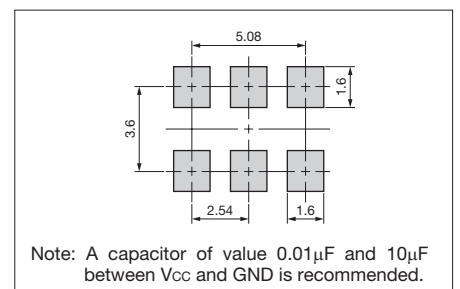 5.08
1.6
3.6
2.54
1.6
Note: A capacitor of value 0.01μF and 10μF
between Vcc and GND is recommended.